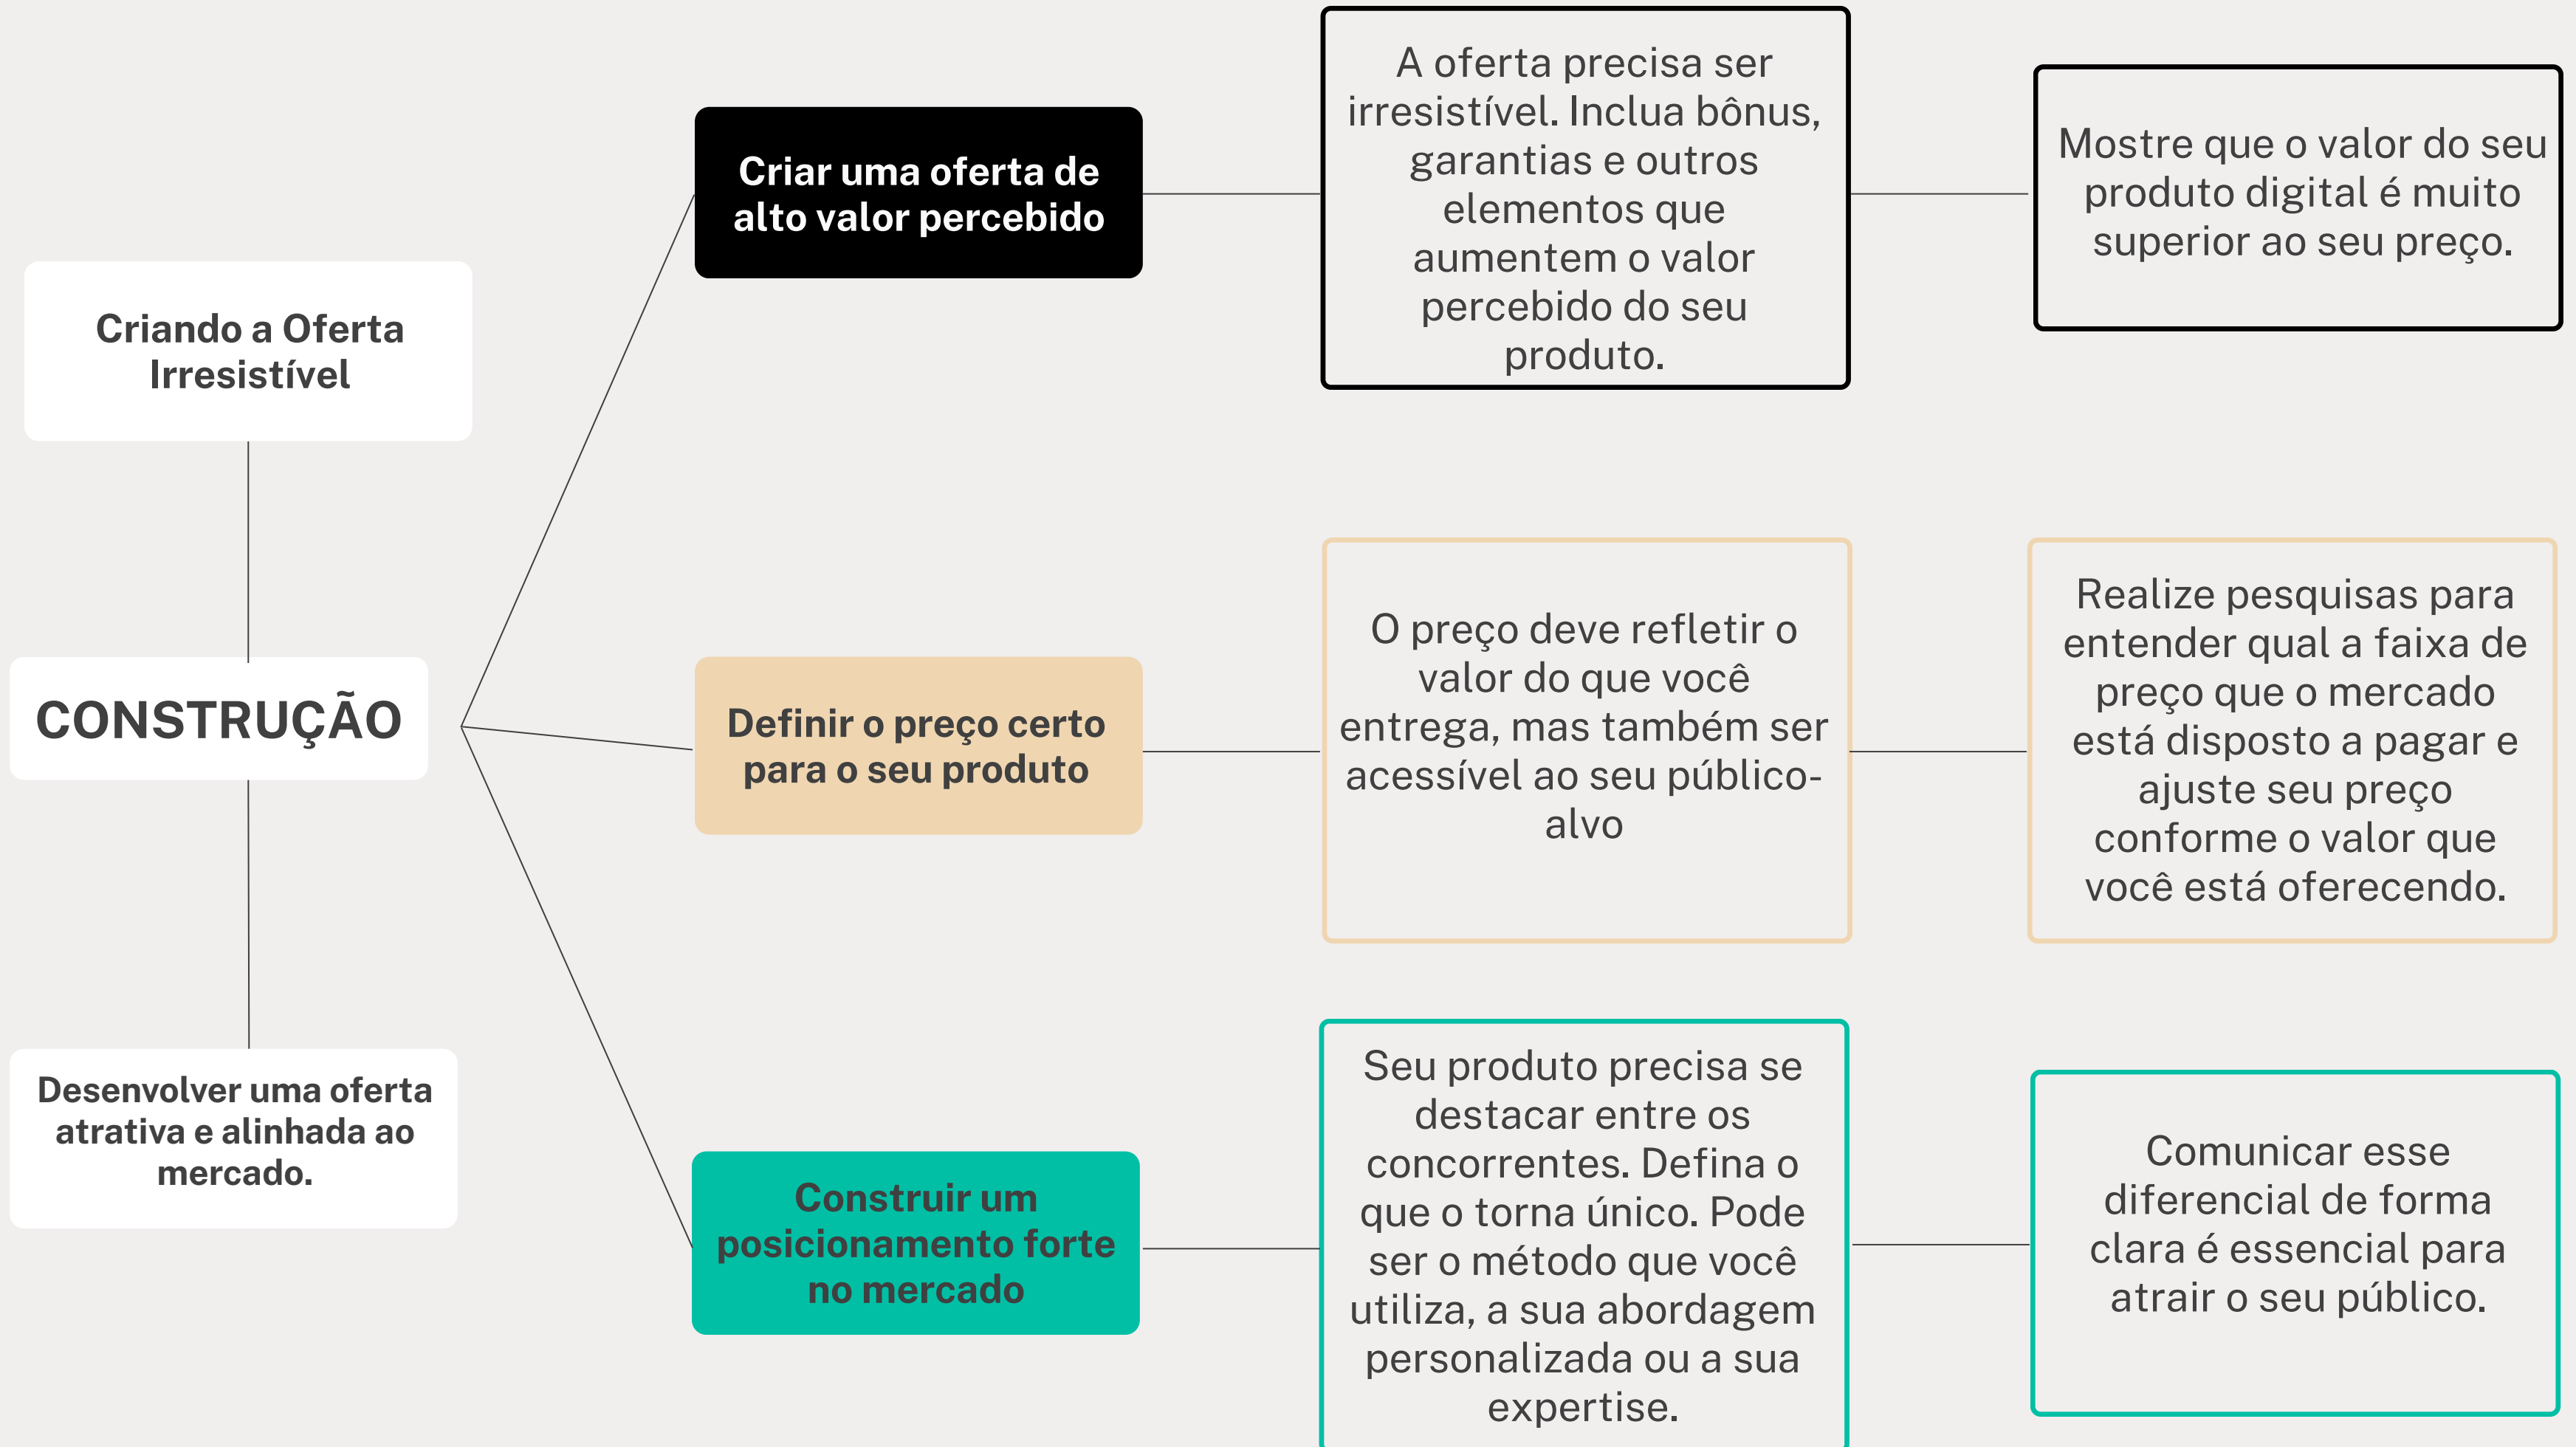 Criando a Oferta
Irresistível
CONSTRUÇÃO
Desenvolver uma oferta
atrativa e alinhada ao
mercado.
Criar uma oferta de
alto valor percebido
A oferta precisa ser
irresistível. Inclua bônus,
garantias e outros
elementos que
aumentem o valor
percebido do seu
produto.
Mostre que o valor do seu
produto digital é muito
superior ao seu preço.
Definir o preço certo
para o seu produto
O preço deve refletir o
valor do que você
entrega, mas também ser
acessível ao seu público-
alvo
Realize pesquisas para
entender qual a faixa de
preço que o mercado
está disposto a pagar e
ajuste seu preço
conforme o valor que
você está oferecendo.
Construir um
posicionamento forte
no mercado
Seu produto precisa se
destacar entre os
concorrentes. Defina o
que o torna único. Pode
ser o método que você
utiliza, a sua abordagem
personalizada ou a sua
expertise.
Comunicar esse
diferencial de forma
clara é essencial para
atrair o seu público.